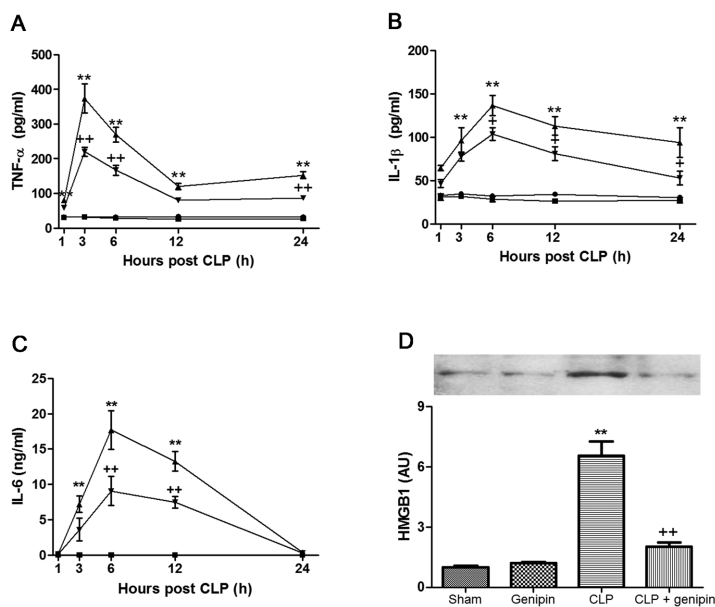 A
500
400
300
200
100
0
TNF-α (pg/ml)
**
**
**
**
**
++
++
++
1 3 6 12 24
Hours post CLP (h)
B
200
150
100
50
0
IL-1β (pg/ml)
**
**
**
**
+
‡
+
1 3 6 12 24
Hours post CLP (h)
C
25
20
15
10
5
0
IL-6 (ng/ml)
**
**
**
++
++
1 3 6 12 24
Hours post CLP (h)
D
9
6
3
0
HMGB1 (AU)
**
++
Sham Genipin CLP CLP + genipin